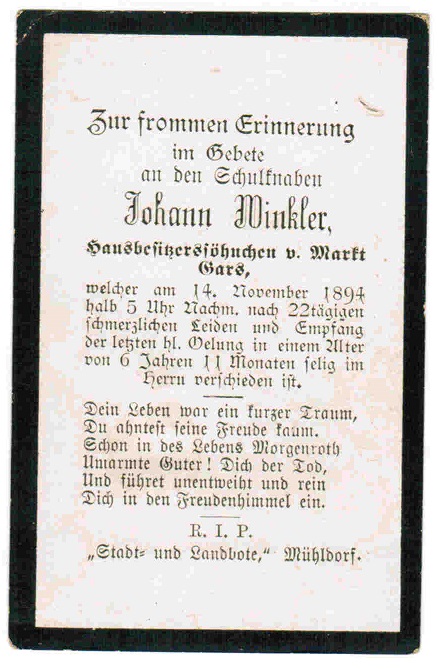 Zur frommen Erinnerung
im Gebete
an den Schulknaben
Johann Winkler,
Hausbesitzerssöhnchen v. Markt
Gars,
welcher am 14. November 1894
halb 5 Uhr Nachm. nach 22tägigen
schmerzlichen Leiden und Empfang
der letzten hl. Oelung in einem Alter
von 6 Jahren 11 Monaten selig im
Herrn verschieden ist.
Dein Leben war ein kurzer Traum,
Du ahntest seine Freude kaum.
Schon in des Lebens Morgenroth
Umarmte Guter! Dich der Tod,
Und führet unentweiht und rein
Dich in den Freudenhimmel ein.
R. I. P.
„Stadt- und Landbote,“ Mühldorf.